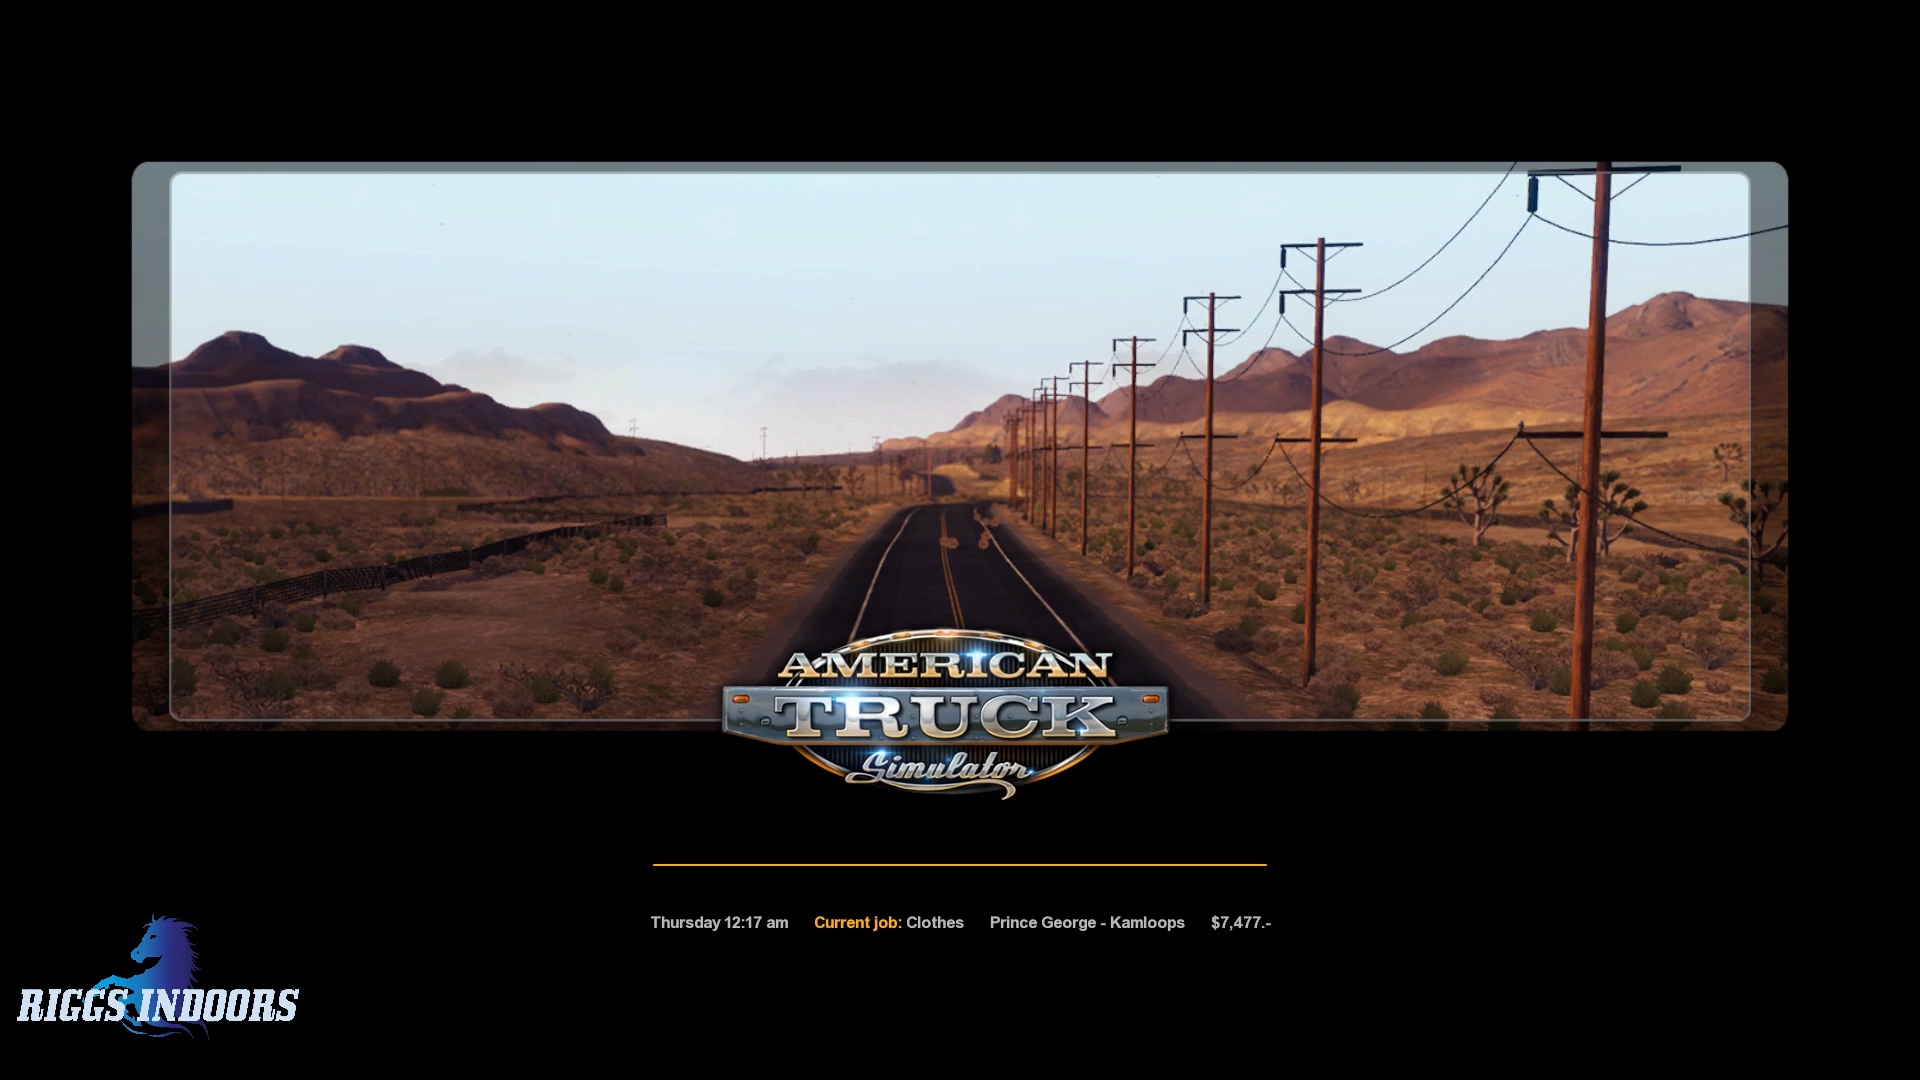 AMERICAN
TRUCK
Simulator
Thursday 12:17 am Current job: Clothes Prince George - Kamloops $7,477.-
RIGGS INDOORS